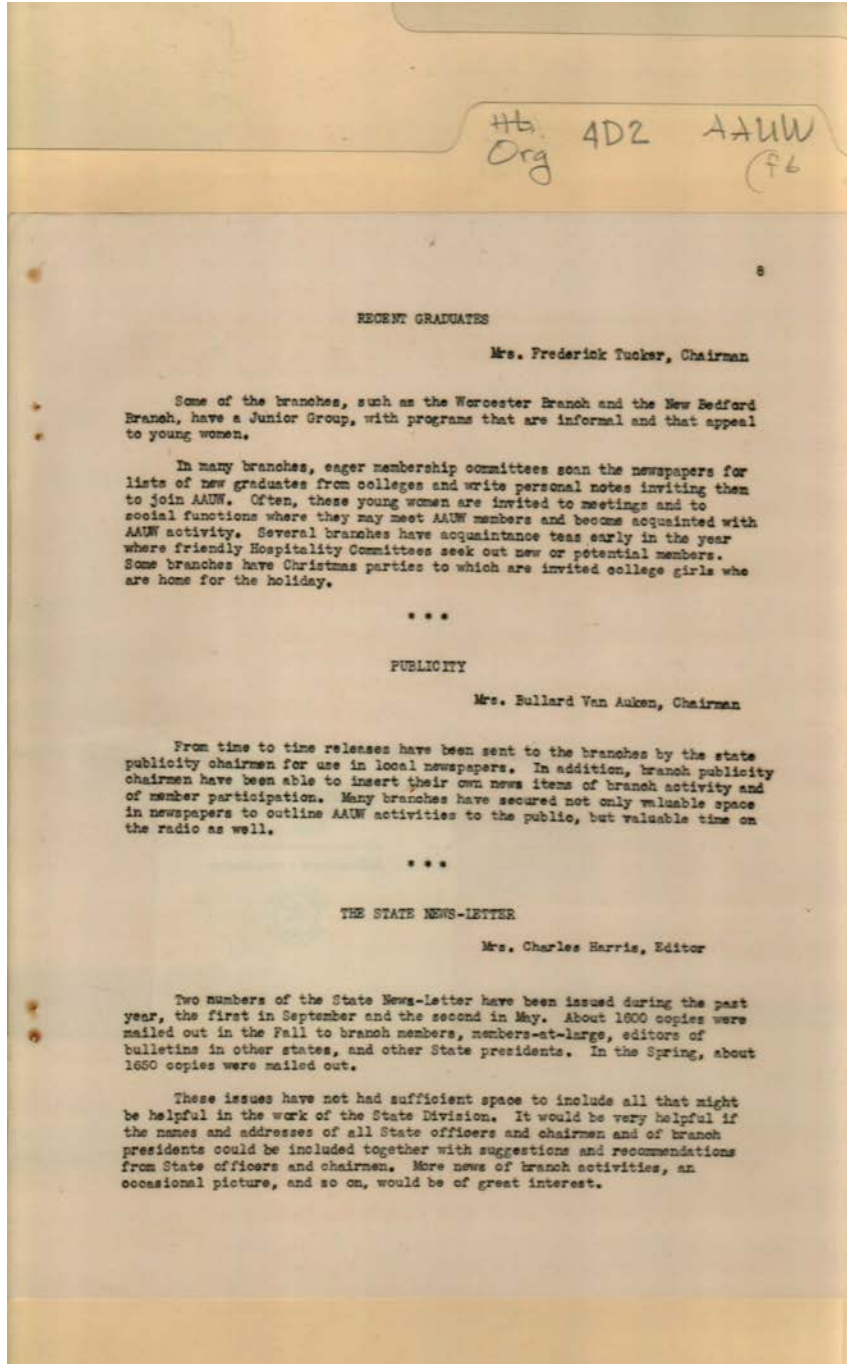 Hb. 4D2 AAUW
Org
8
RECENT GRADUATES
Mrs. Frederick Tucker, Chairman
Some of the branches, such as the Worcester Branch and the New Bedford
Branch, have a Junior Group, with programs that are informal and that appeal
to young women.
In many branches, eager membership committees scan the newspapers for
lists of new graduates from colleges and write personal notes inviting them
to join AAUW. Often, these young women are invited to meetings and to
social functions where they may meet AAUW members and become acquainted with
AAUW activity. Several branches have acquaintance teas early in the year
where friendly Hospitality Committees seek out new or potential members.
Some branches have Christmas parties to which are invited college girls who
are home for the holiday.
* * *
PUBLICITY
Mrs. Bullard Van Auken, Chairman
From time to time releases have been sent to the branches by the state
publicity chairmen for use in local newspapers. In addition, branch publicity
chairmen have been able to insert their own news items of branch activity and
of member participation. Many branches have secured not only valuable space
in newspapers to outline AAUW activities to the public, but valuable time on
the radio as well.
* * *
THE STATE NEWS-LETTER
Mrs. Charles Harris, Editor
Two numbers of the State News-Letter have been issued during the past
year, the first in September and the second in May. About 1600 copies were
mailed out in the Fall to branch members, members-at-large, editors of
bulletins in other states, and other State presidents. In the Spring, about
1650 copies were mailed out.
These issues have not had sufficient space to include all that might
be helpful in the work of the State Division. It would be very helpful if
the names and addresses of all State officers and chairmen and of branch
presidents could be included together with suggestions and recommendations
from State officers and chairmen. More news of branch activities, an
occasional picture, and so on, would be of great interest.